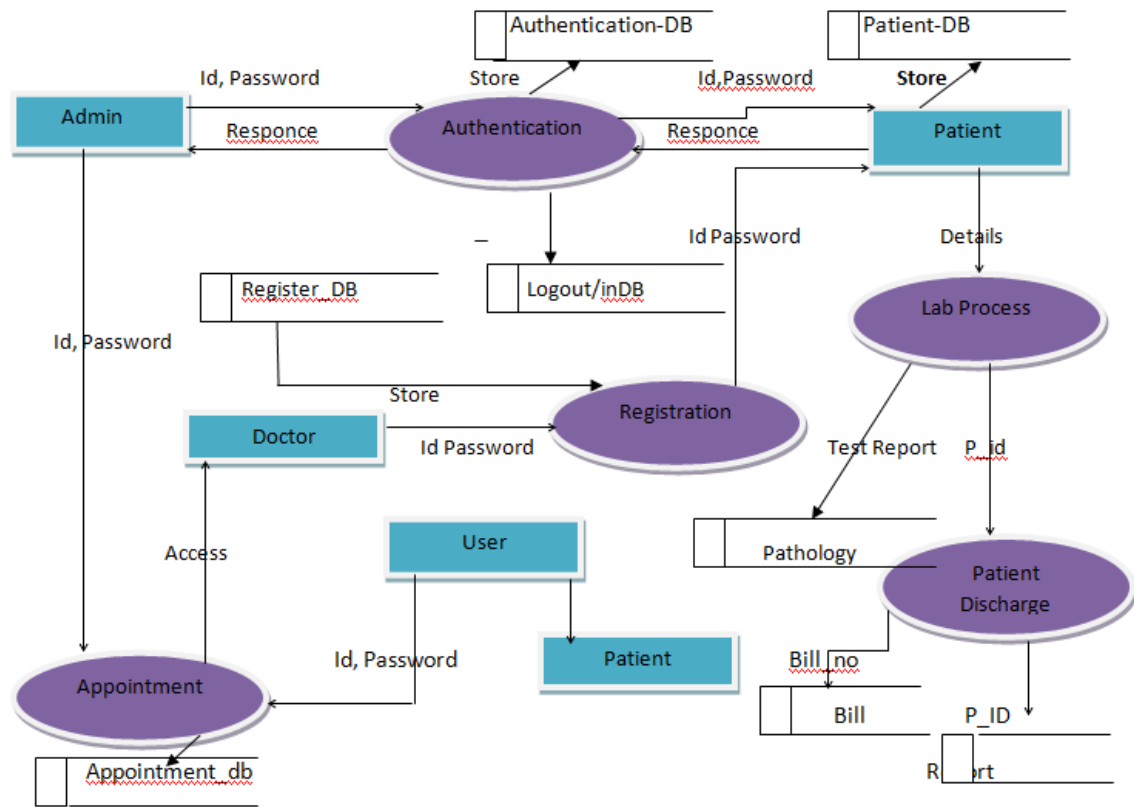 Authentication-DB
Patient-DB
Id, Password
Store
Id,Password
Store
Admin
Authentication
Patient
Responce
Responce
_
Id Password
Details
Register_DB
Logout/inDB
Lab Process
Id, Password
Store
Registration
Doctor
Id Password
Test Report
P_id
User
Access
Pathology
Patient
Discharge
Id, Password
Patient
Bill_no
Appointment
Bill
P_ID
Appointment_db